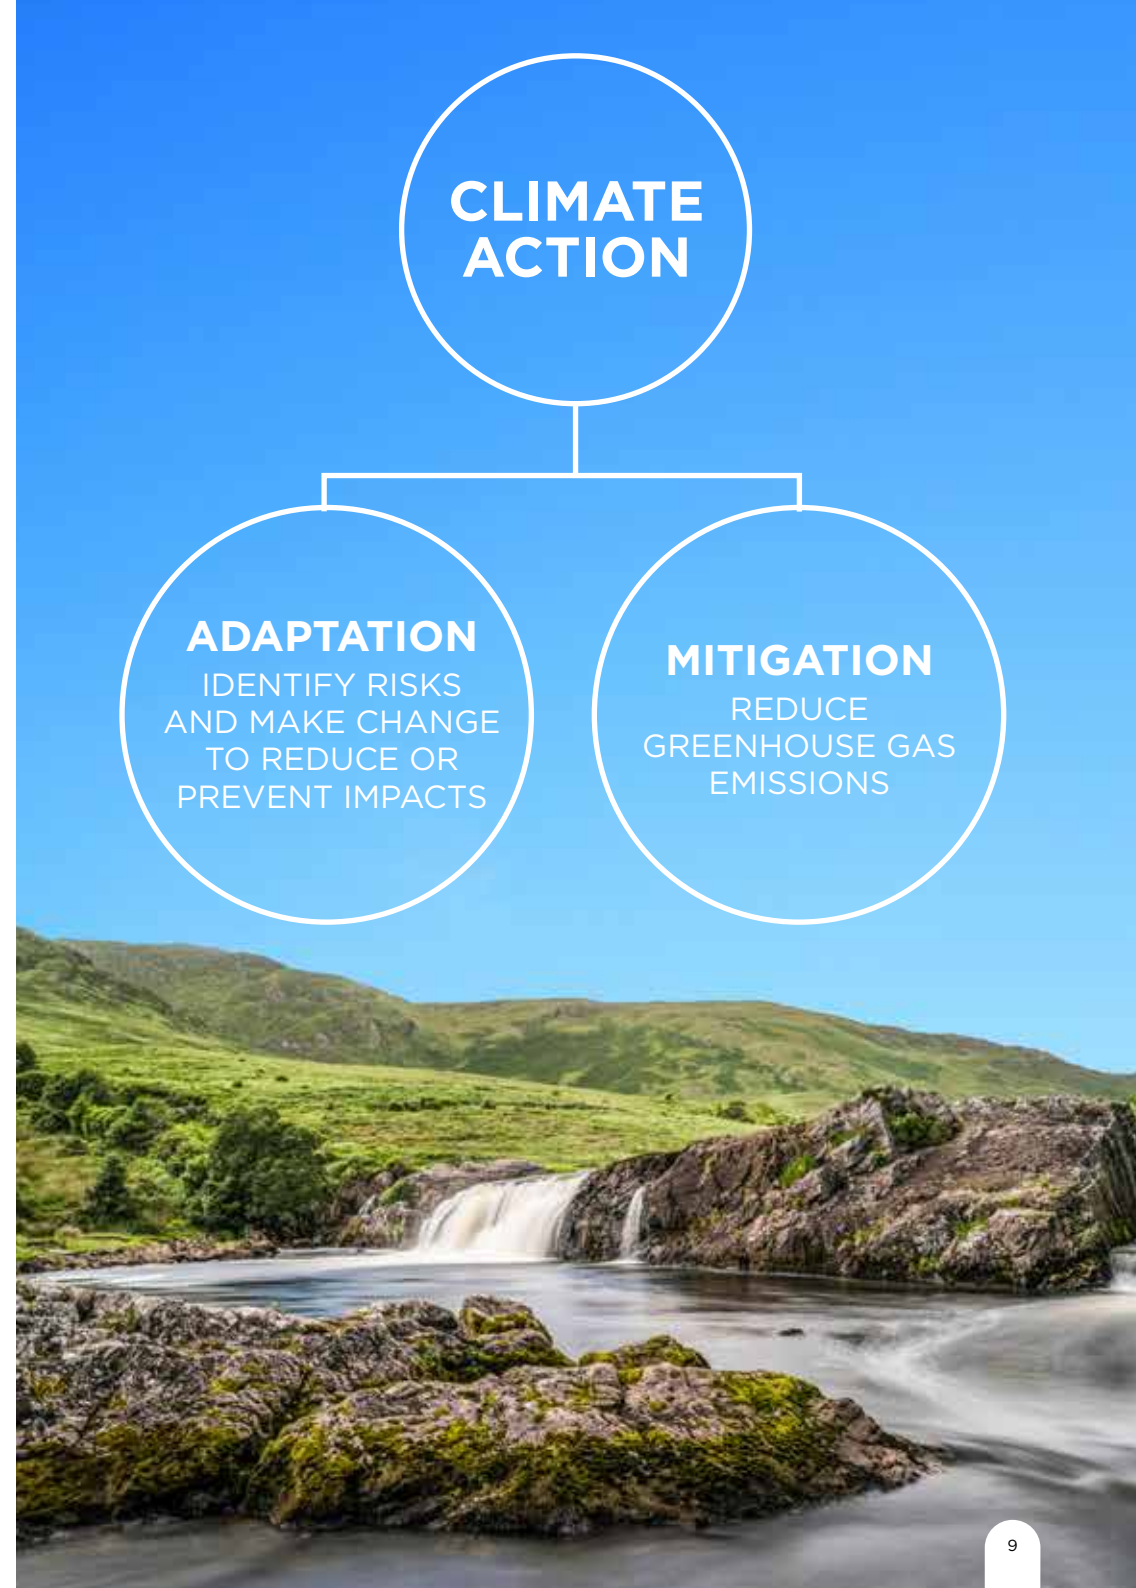 CLIMATE
ACTION
ADAPTATION
IDENTIFY RISKS
AND MAKE CHANGE
TO REDUCE OR
PREVENT IMPACTS
MITIGATION
REDUCE
GREENHOUSE GAS
EMISSIONS
9